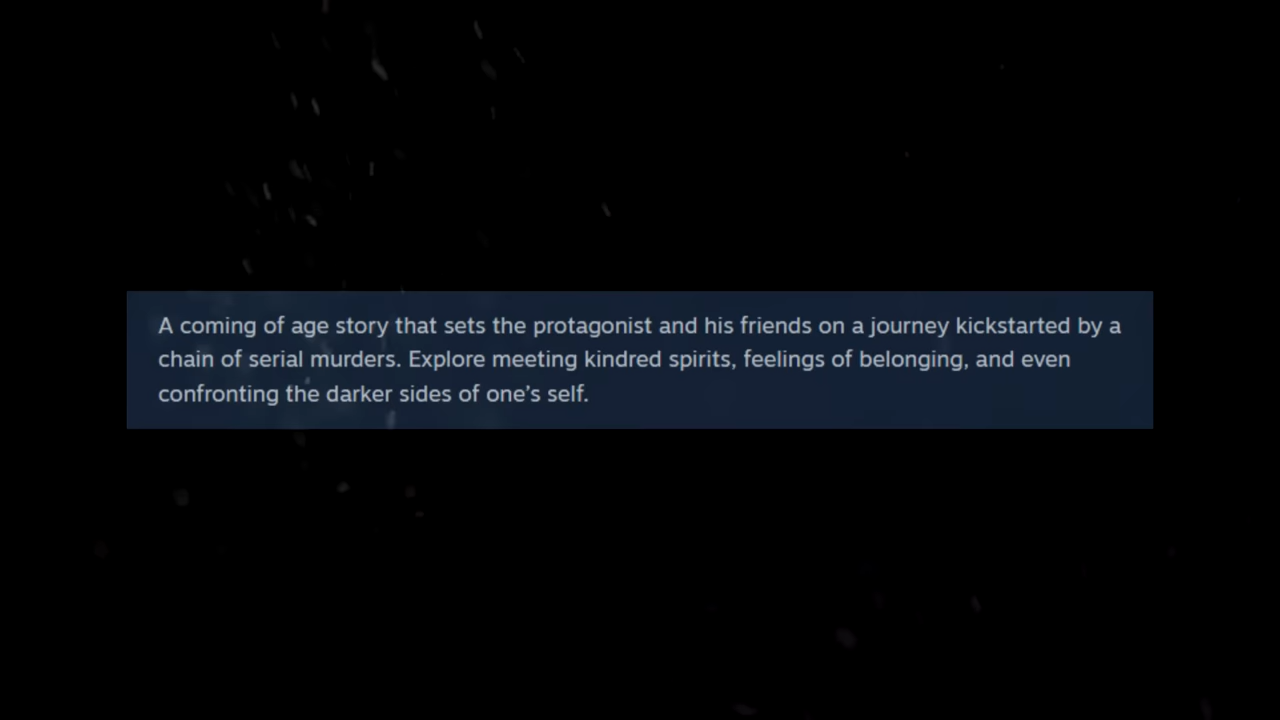 A coming of age story that sets the protagonist and his friends on a journey kickstarted by a
chain of serial murders. Explore meeting kindred spirits, feelings of belonging, and even
confronting the darker sides of one’s self.